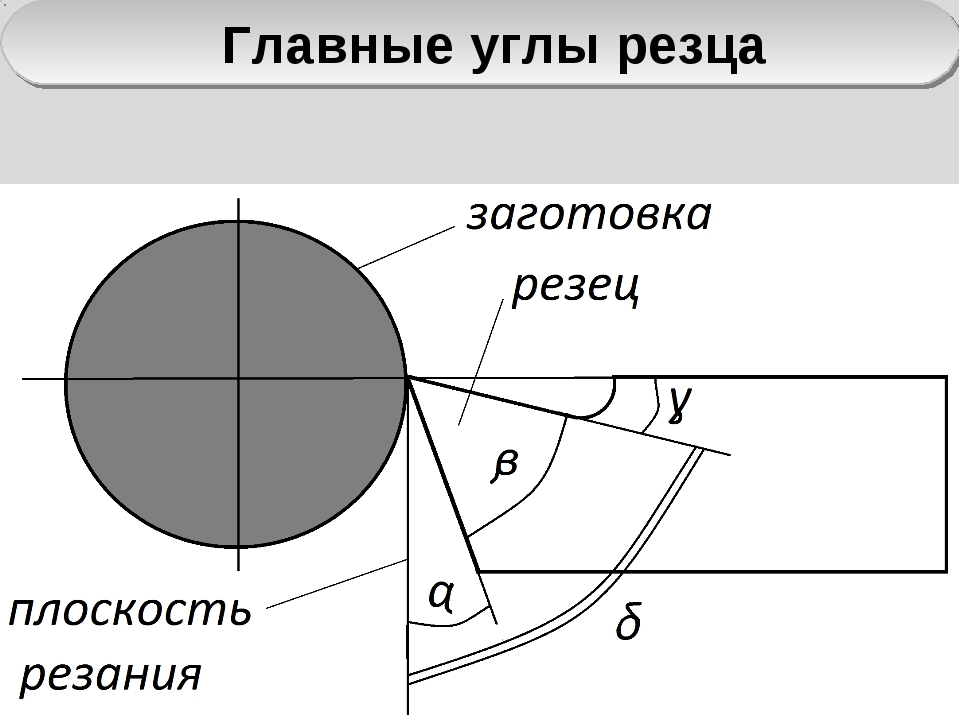 Главные углы резца
заготовка
резец
γ
β
α
δ
плоскость
резания